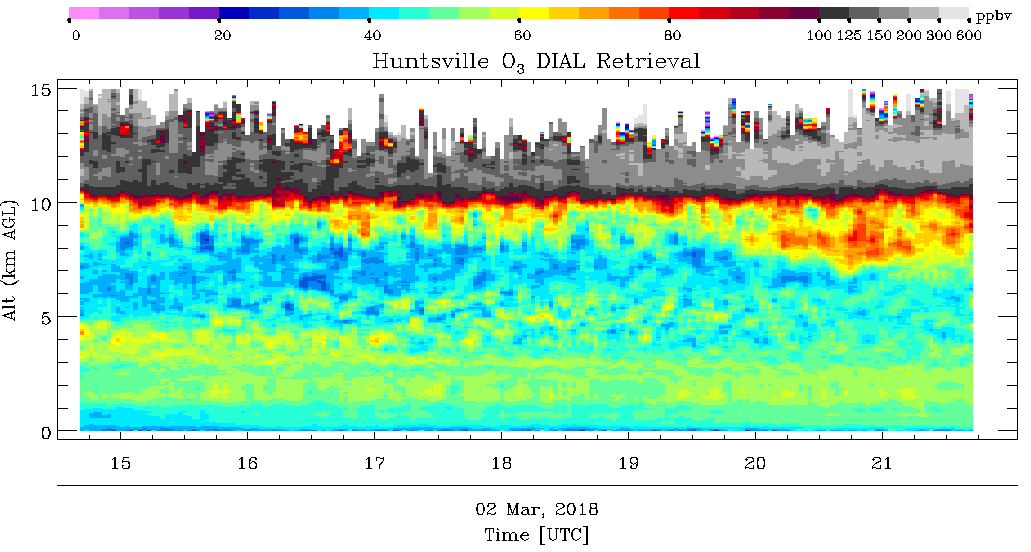 0 20 40 60 80 100 125 150 200 300 600 ppbv
Huntsville O₃ DIAL Retrieval
15
10
5
0
Alt (km AGL)
15 16 17 18 19 20 21
02 Mar, 2018
Time [UTC]